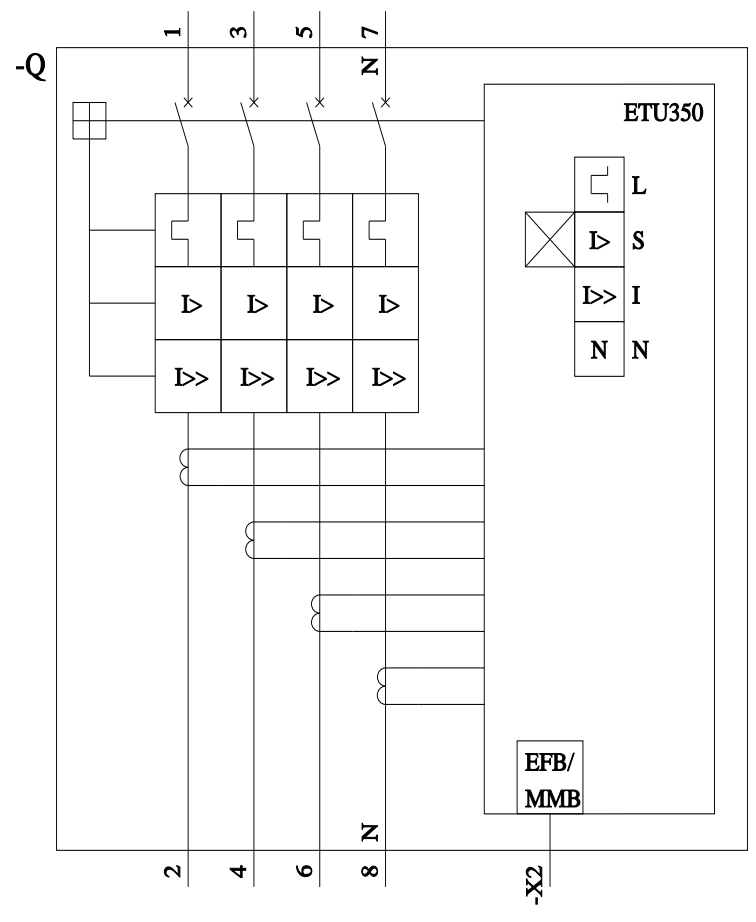 1 3 5 7
-Q
N
ETU350
L
I> S
I> I> I> I>
I>> I
N N
I>> I>> I>> I>>
EFB/
MMB
N
2 4 6 8
-X2